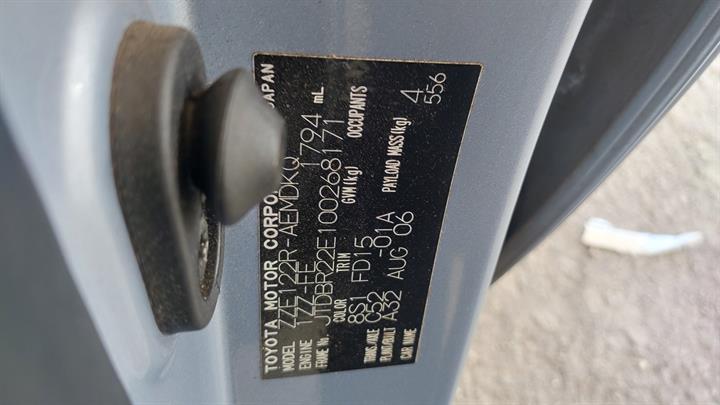 TOYOTA MOTOR CORPOR JAPAN
MODEL ZZE122R-AEMDKQ
ENGINE 1ZZ-FE 1794 mL
FRAME No. JTDBR22E100268171
COLOR TRIM GVM(kg) OCCUPANTS
8S1 FD15 4
TRANS./AXLE C52 -01A PAYLOAD MASS(kg) 556
PLANT/BUILT A32 AUG 06
CAR NAME